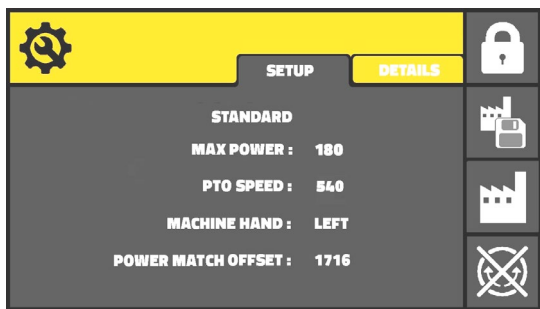 SETUP DETAILS
STANDARD
MAX POWER : 180
PTO SPEED : 540
MACHINE HAND : LEFT
POWER MATCH OFFSET : 1716